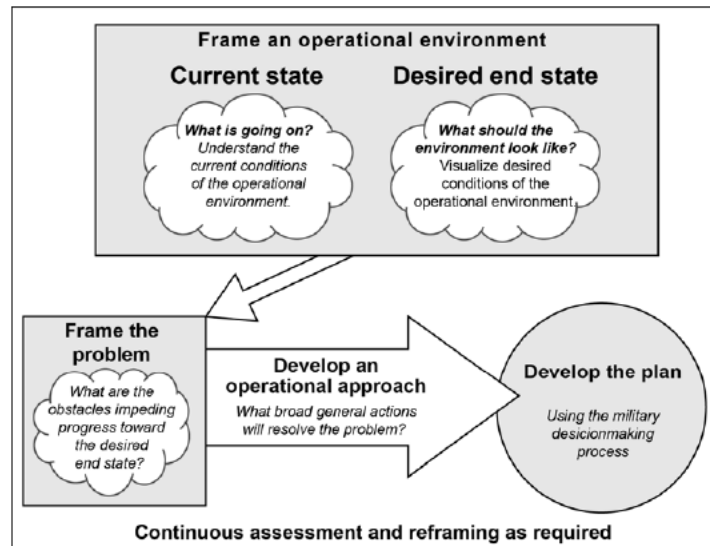 Frame an operational environment
Current state
What is going on?
Understand the
current conditions
of the operational
environment.
Desired end state
What should the
environment look like?
Visualize desired
conditions of the
operational environment
Frame the
problem
What are the
obstacles impeding
progress toward
the desired
end state?
Develop an
operational approach
What broad general actions
will resolve the problem?
Develop the plan
Using the military
desicionmaking
process
Continuous assessment and reframing as required